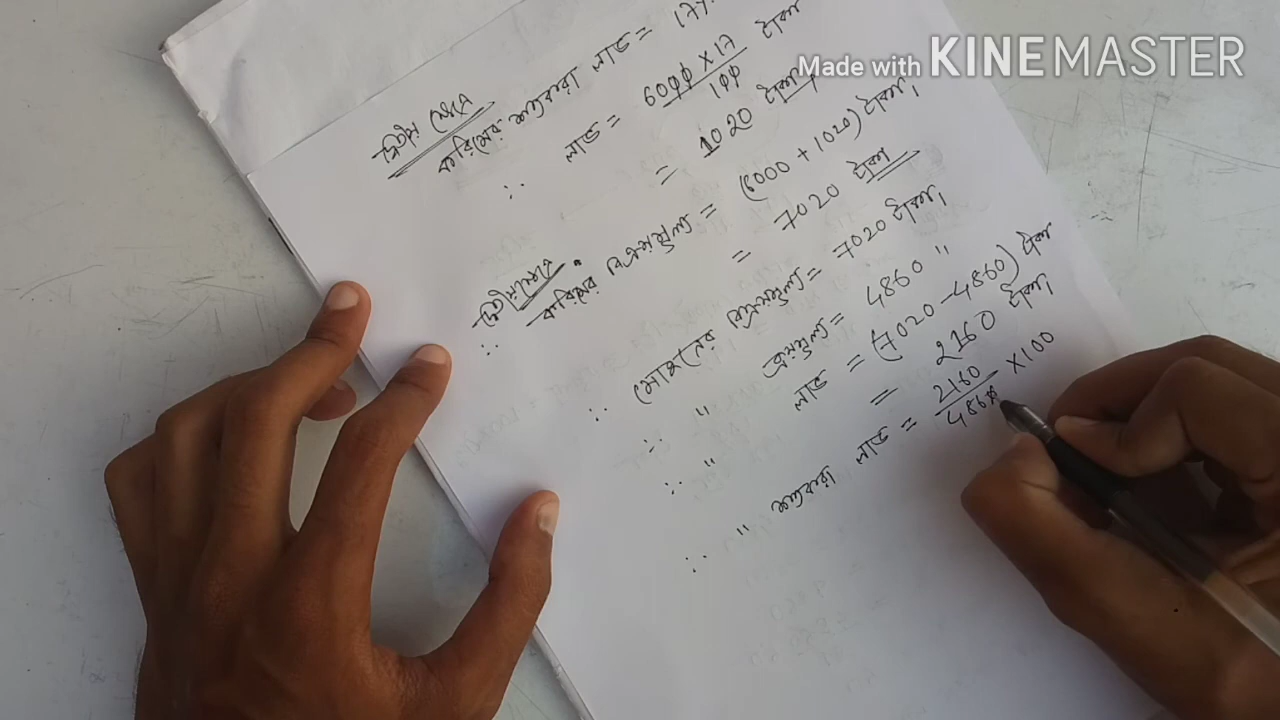 Made with KINEMASTER
করিমের শতকরা লাভ = 17%
∴ লাভ = 6000 × 17 / 100 টাকা
= 1020 টাকা
∴ করিমের বিক্রয়মূল্য = (6000 + 1020) টাকা।
= 7020 টাকা
∴ সোহানের বিক্রয়মূল্য = 7020 টাকা।
∴ " ক্রয়মূল্য = 4860 "
∴ " লাভ = (7020 - 4860) টাকা
= 2160 টাকা।
∴ " শতকরা লাভ = 2160 / 4860 × 100